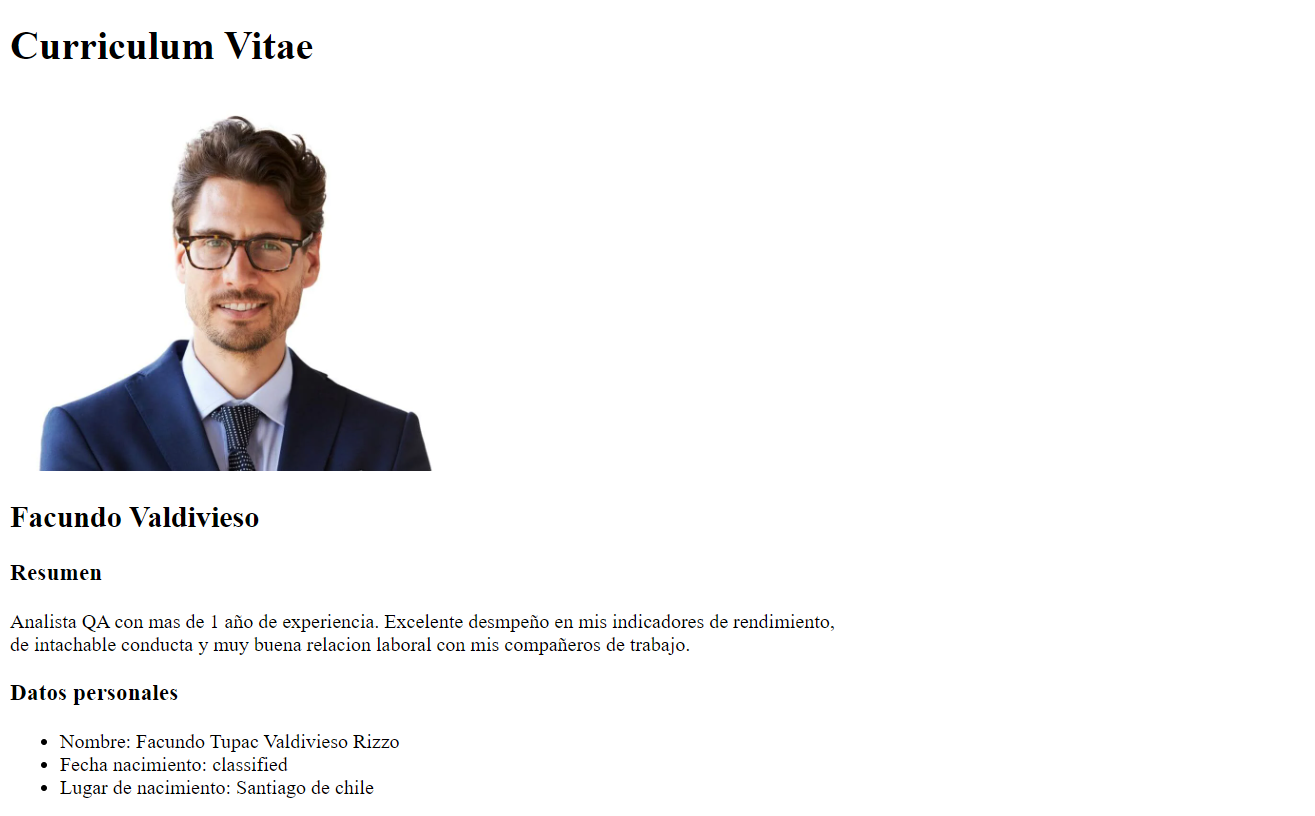 Curriculum Vitae
Facundo Valdivieso
Resumen
Analista QA con mas de 1 año de experiencia. Excelente desmpeño en mis indicadores de rendimiento,
de intachable conducta y muy buena relacion laboral con mis compañeros de trabajo.
Datos personales
• Nombre: Facundo Tupac Valdivieso Rizzo
• Fecha nacimiento: classified
• Lugar de nacimiento: Santiago de chile